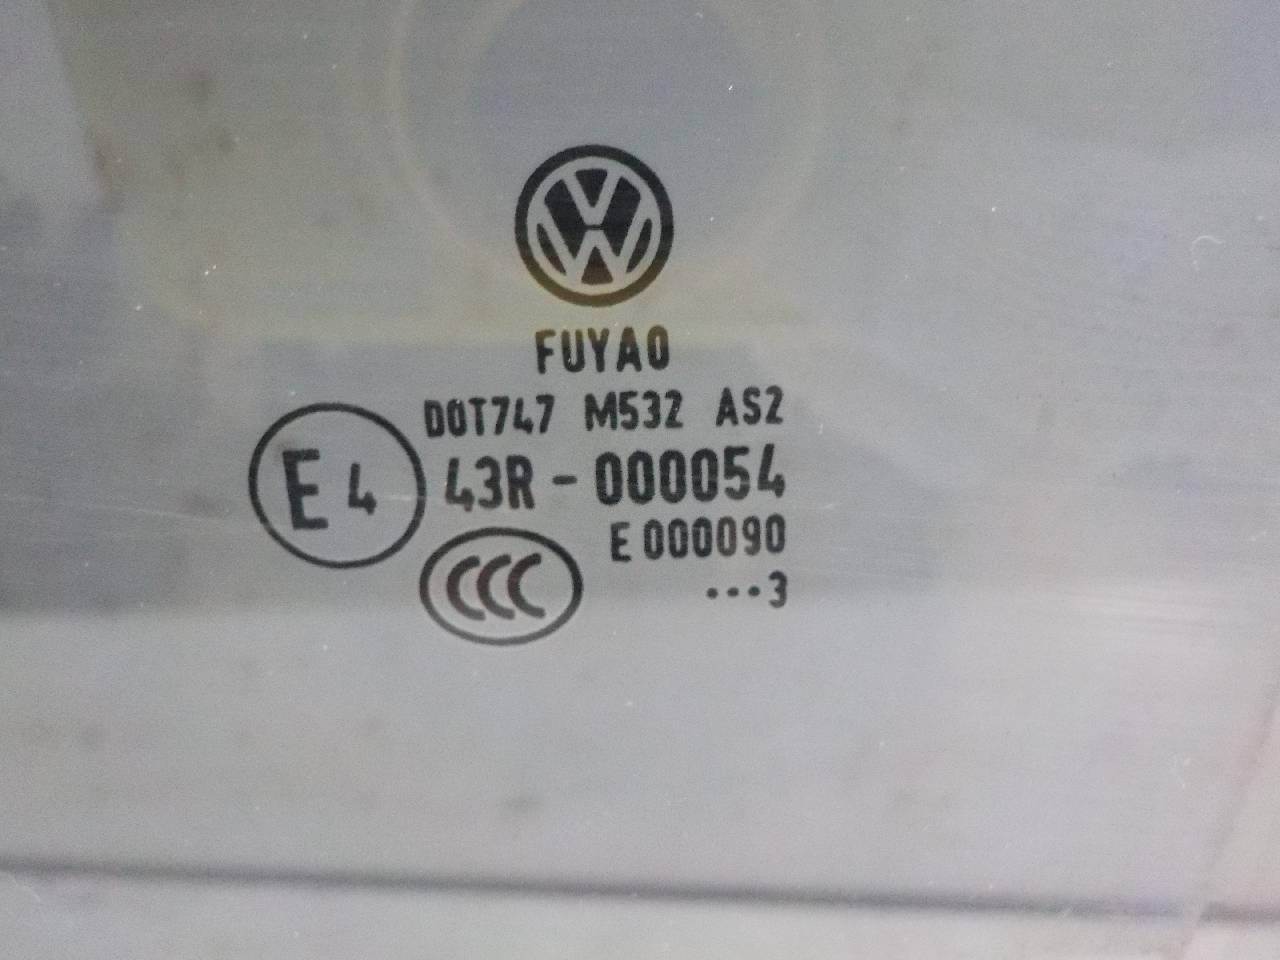 FUYAO
DOT747 M532 AS2
E4 43R-000054
E000090
CCC ...3